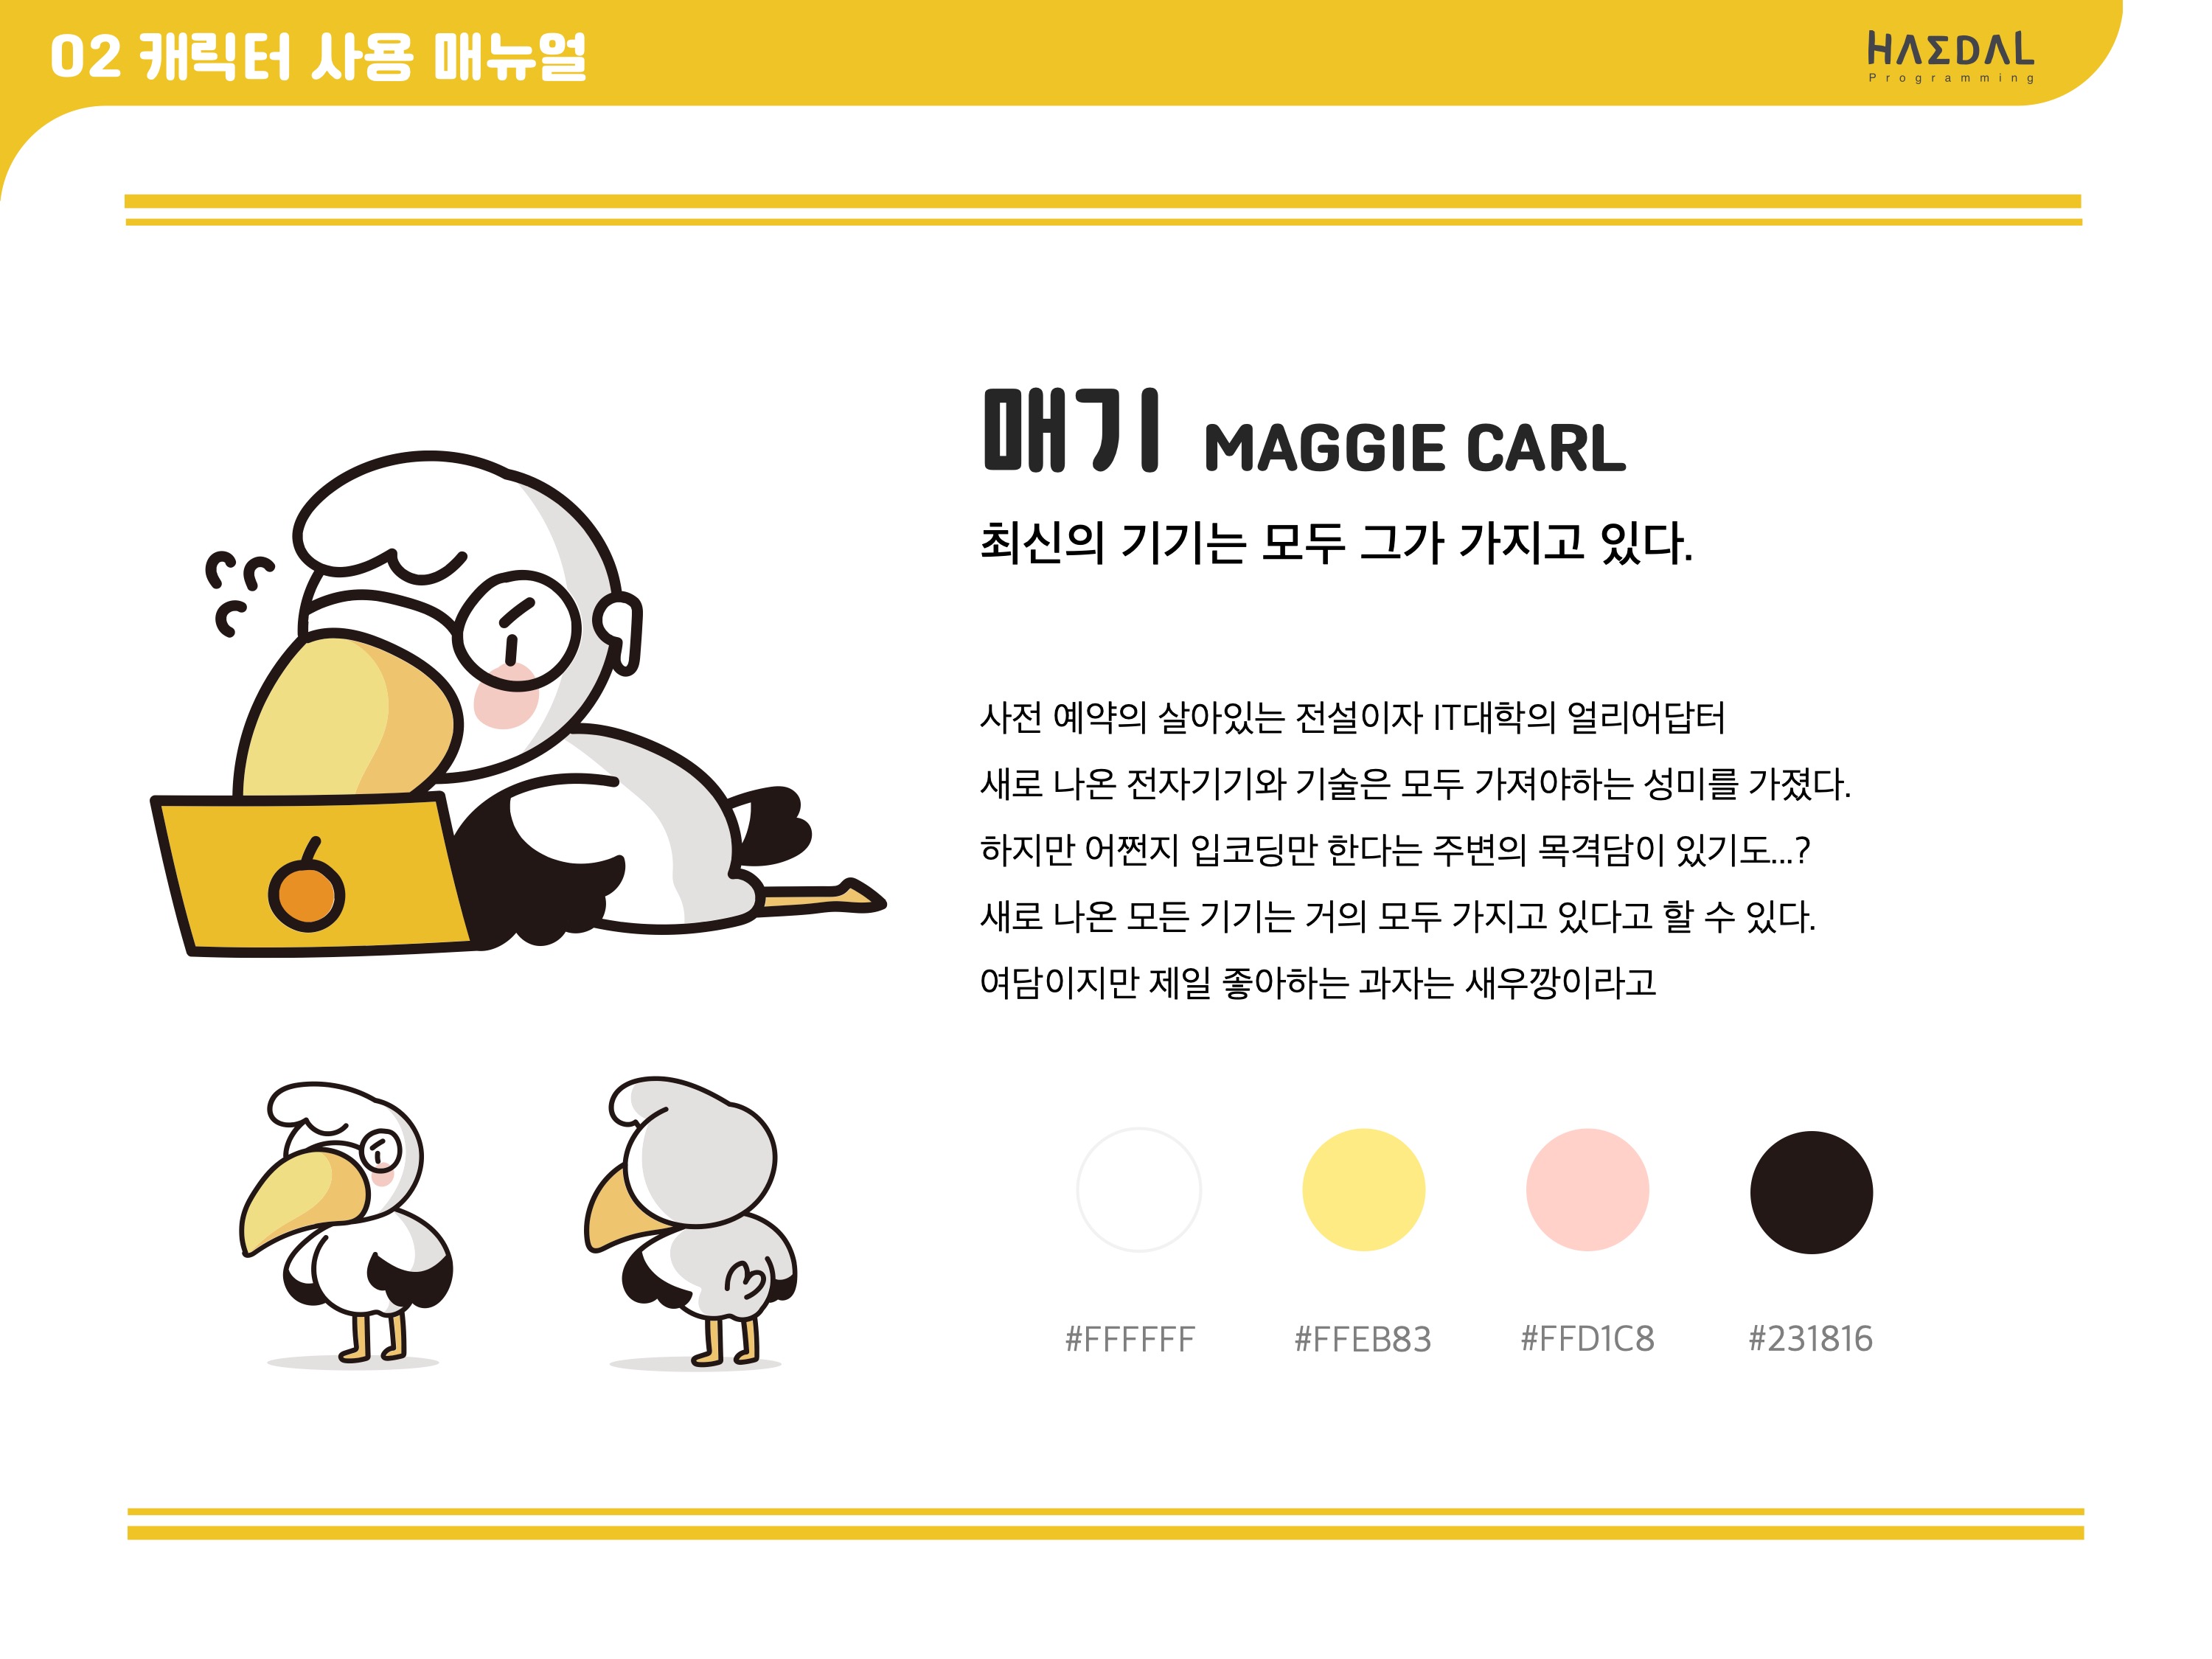 02 캐릭터 사용 매뉴얼
HAΣDAL
Programming
매기 MAGGIE CARL
최신의 기기는 모두 그가 가지고 있다.
사전 예약의 살아있는 전설이자 IT대학의 얼리어답터
새로 나온 전자기기와 기술은 모두 가져야하는 성미를 가졌다.
하지만 어쩐지 입코딩만 한다는 주변의 목격담이 있기도...?
새로 나온 모든 기기는 거의 모두 가지고 있다고 할 수 있다.
여담이지만 제일 좋아하는 과자는 새우깡이라고
#FFFFFF #FFEB83 #FFD1C8 #231816